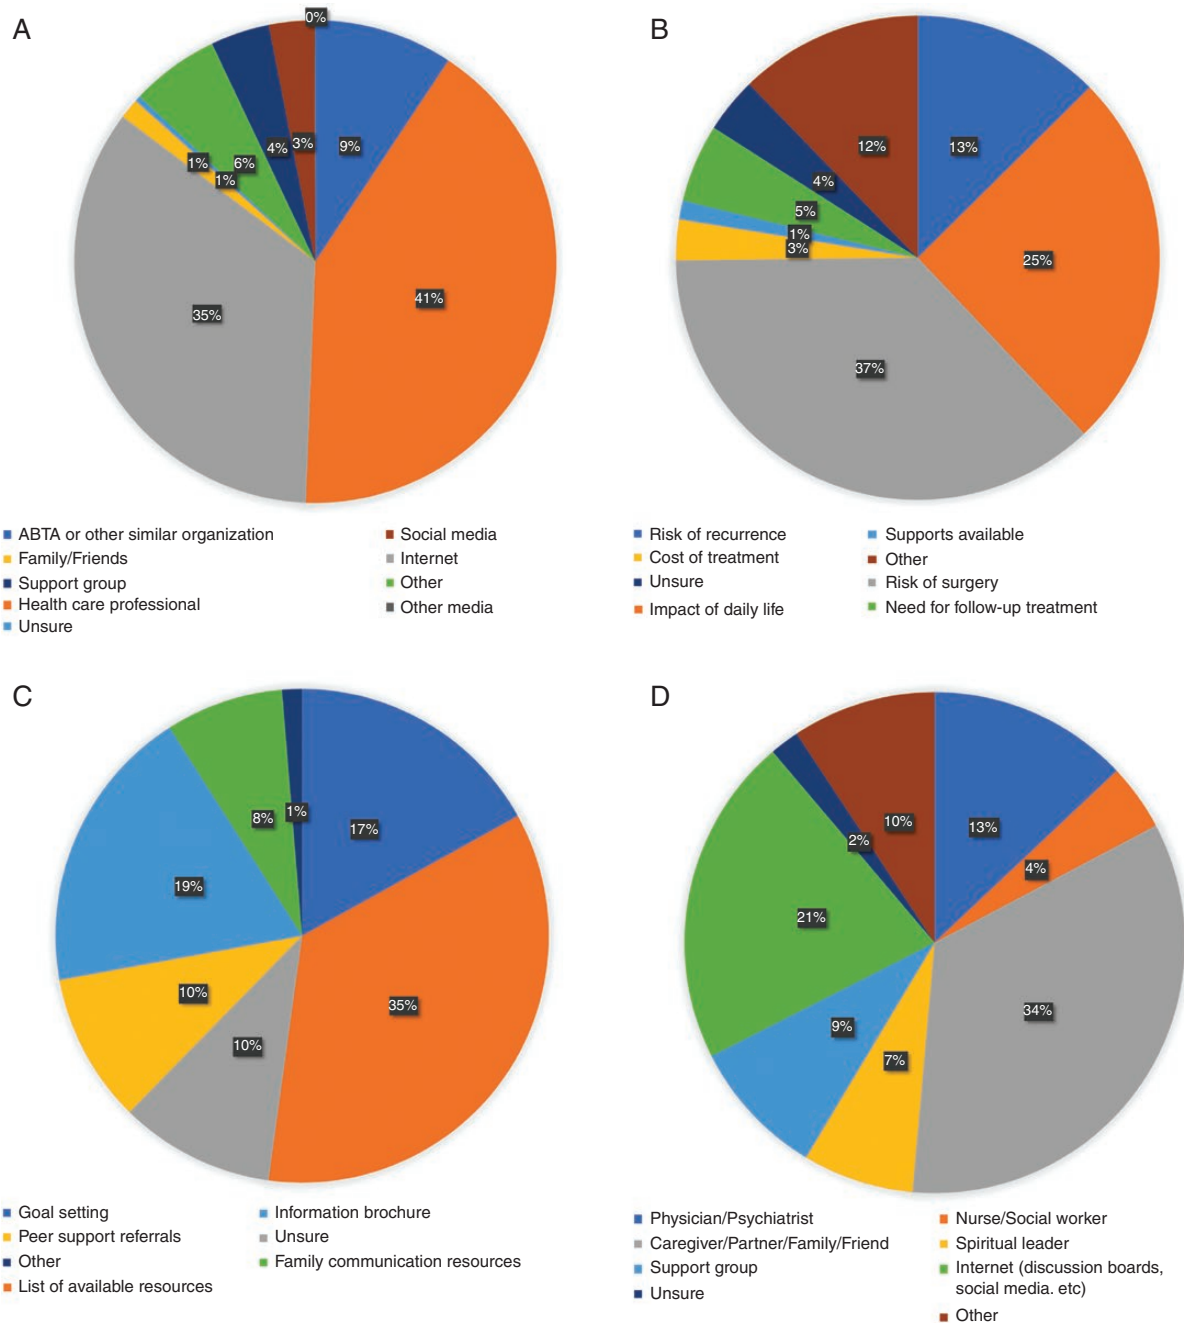 A
0%
9%
41%
35%
1%
1%
6%
4%
3%
ABTA or other similar organization
Family/Friends
Support group
Health care professional
Unsure
Social media
Internet
Other
Other media
B
13%
25%
37%
3%
1%
5%
4%
12%
Risk of recurrence
Cost of treatment
Unsure
Impact of daily life
Supports available
Other
Risk of surgery
Need for follow-up treatment
C
17%
35%
10%
10%
19%
8%
1%
Goal setting
Peer support referrals
Other
List of available resources
Information brochure
Unsure
Family communication resources
D
13%
4%
34%
7%
9%
21%
2%
10%
Physician/Psychiatrist
Caregiver/Partner/Family/Friend
Support group
Unsure
Nurse/Social worker
Spiritual leader
Internet (discussion boards,
social media. etc)
Other